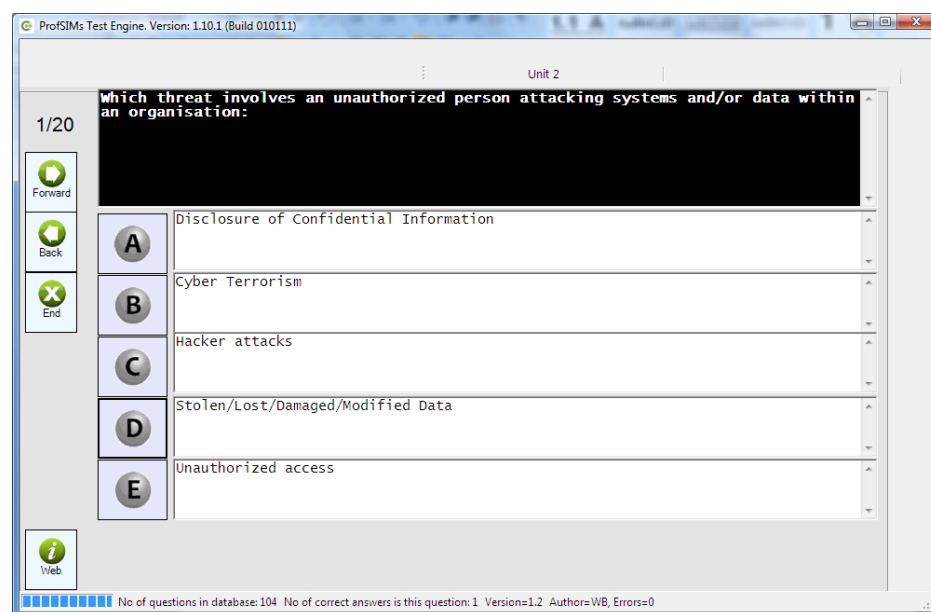 ProfSIMs Test Engine. Version: 1.10.1 (Build 010111)
Unit 2
1/20
Which threat involves an unauthorized person attacking systems and/or data within
an organisation:
Forward
Back
End
A
Disclosure of Confidential Information
B
Cyber Terrorism
C
Hacker attacks
D
Stolen/Lost/Damaged/Modified Data
E
Unauthorized access
Web
No of questions in database: 104 No of correct answers is this question: 1 Version=1.2 Author=WB, Errors=0